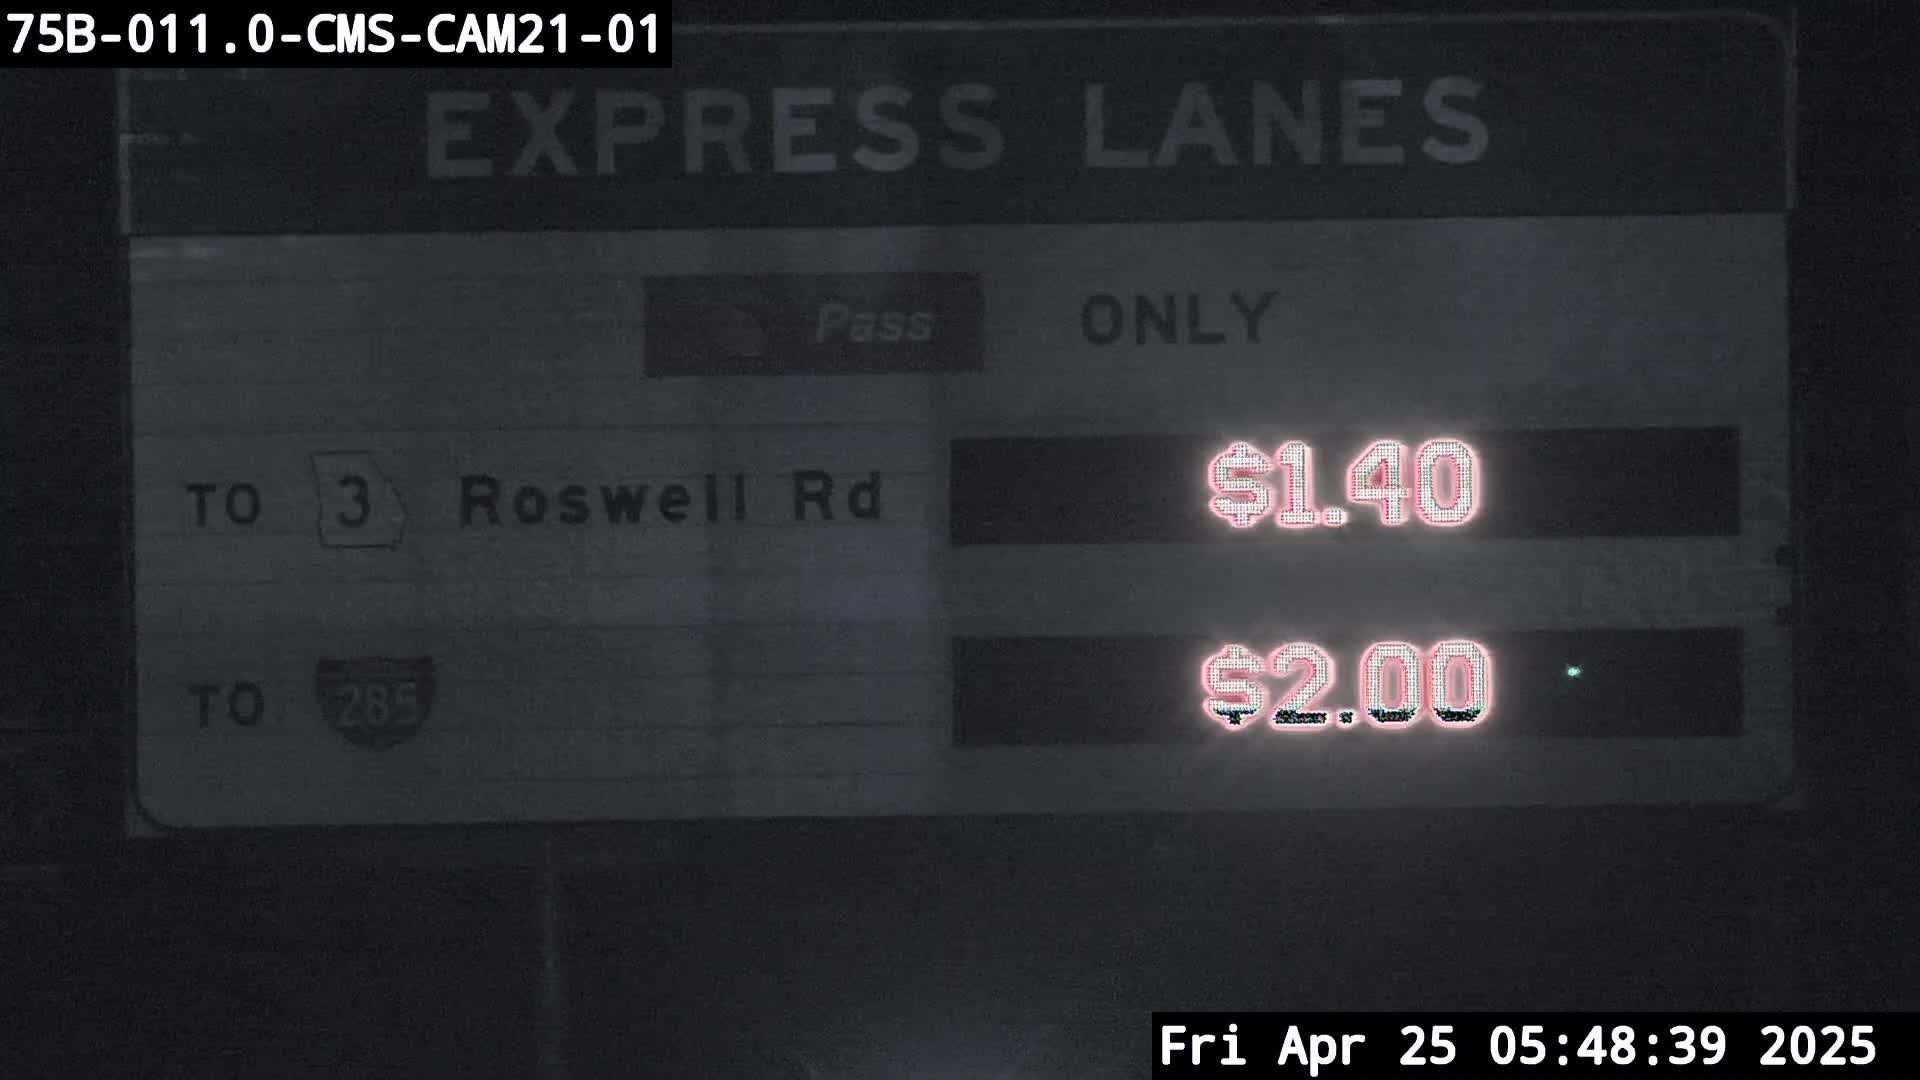 75B-011.0-CMS-CAM21-01
EXPRESS LANES
Pass ONLY
TO 3 Roswell Rd $1.40
TO 285 $2.00
Fri Apr 25 05:48:39 2025